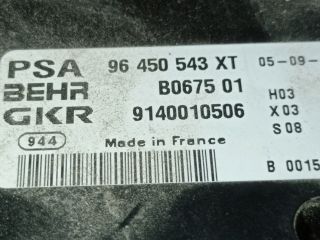 PSA 96 450 543 XT 05-09-
BEHR B0675 01 H03
GKR 9140010506 X03
S08
944 Made in France
B 0015